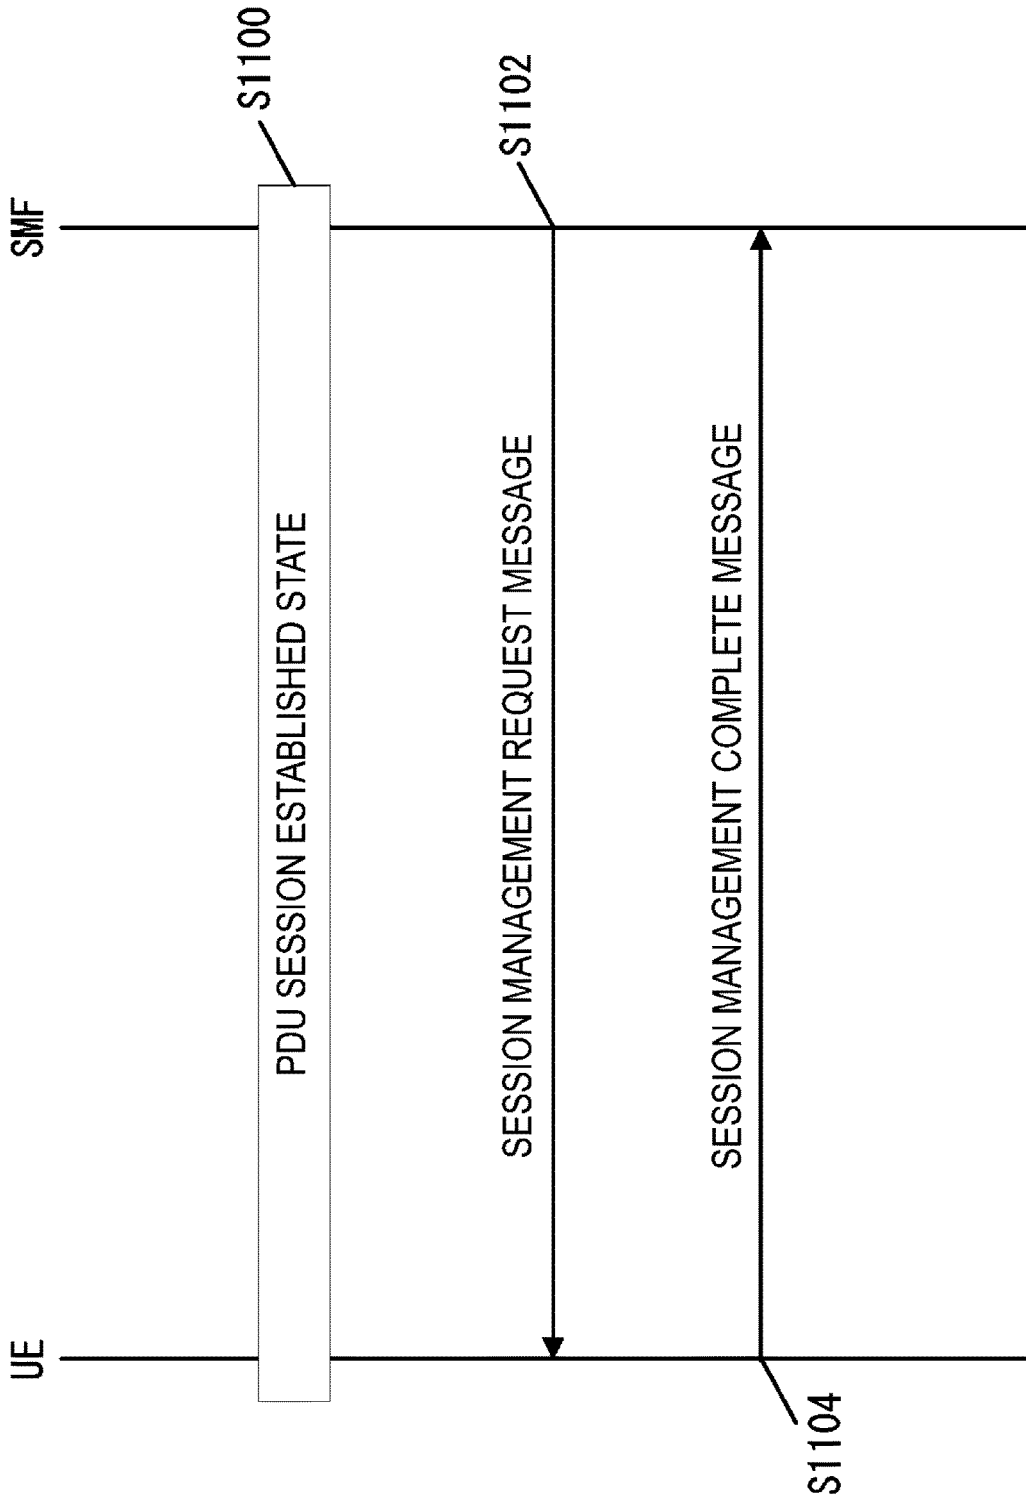 UE
SMF
PDU SESSION ESTABLISHED STATE
S1100
SESSION MANAGEMENT REQUEST MESSAGE
S1102
SESSION MANAGEMENT COMPLETE MESSAGE
S1104